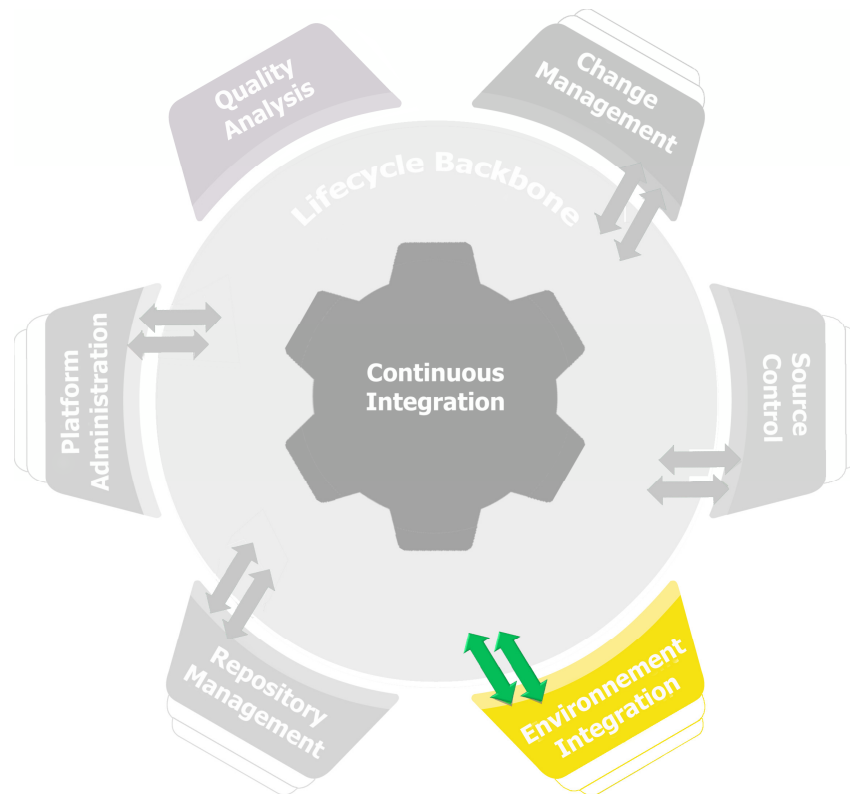 Quality
Analysis
Change
Management
Lifecycle Backbone
Platform
Administration
Continuous
Integration
Source
Control
Repository
Management
Environnement
Integration